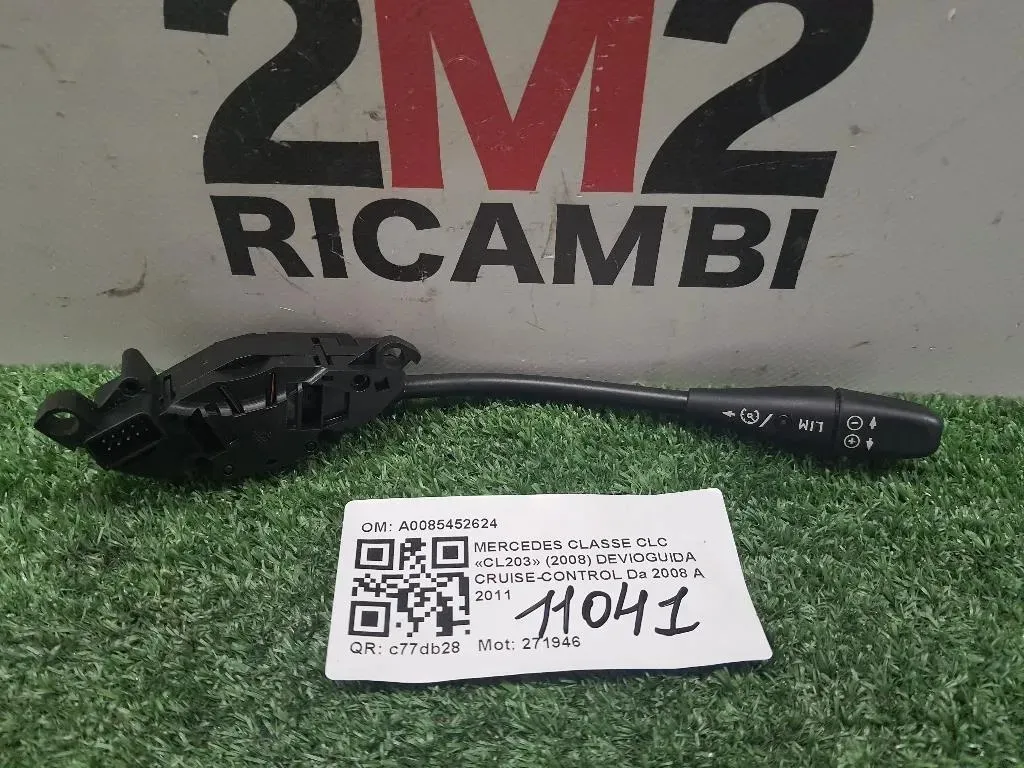 2M2
RICAMBI
LIM
OM: A0085452624
MERCEDES CLASSE CLC
«CL203» (2008) DEVIOGUIDA
CRUISE-CONTROL Da 2008 A
2011
11041
QR: c77db28 Mot: 271946